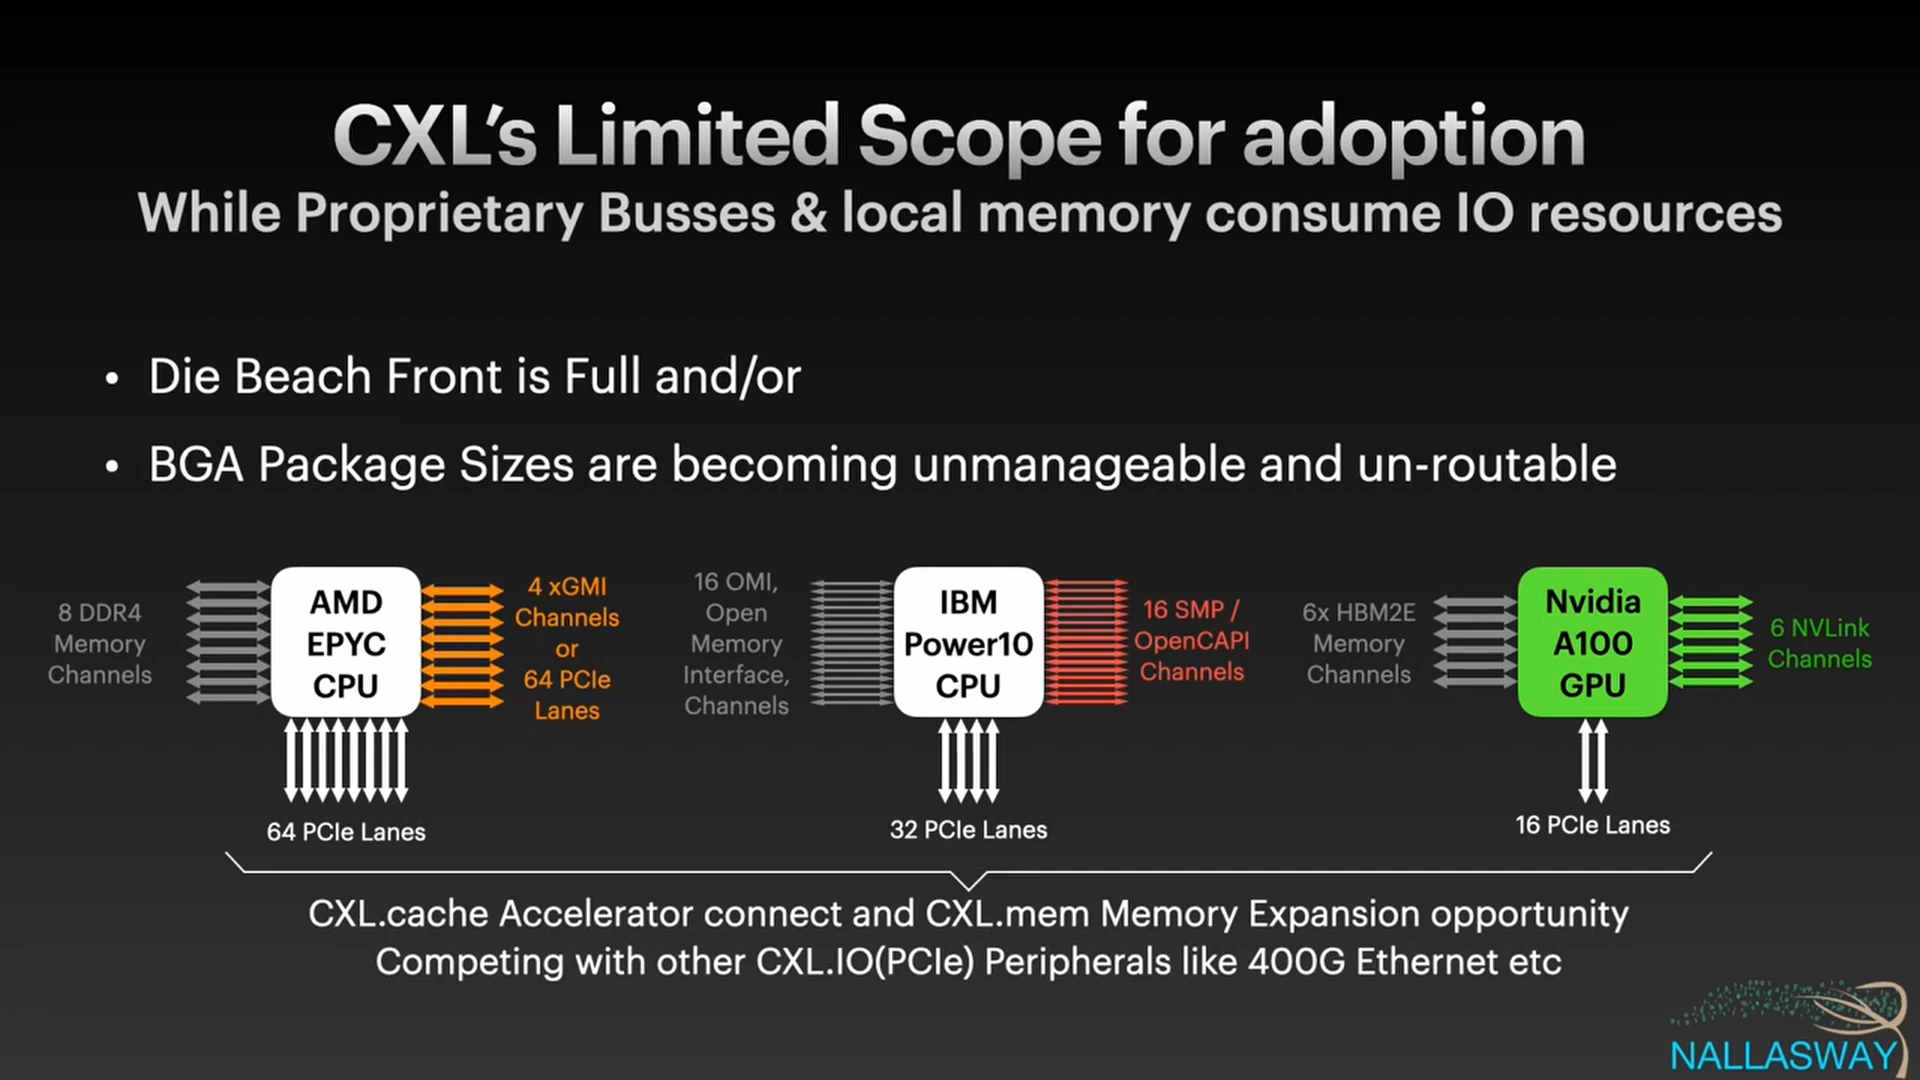 CXL's Limited Scope for adoption
While Proprietary Busses & local memory consume IO resources
• Die Beach Front is Full and/or
• BGA Package Sizes are becoming unmanageable and un-routable
8 DDR4
Memory
Channels
AMD
EPYC
CPU
4 xGMI
Channels
or
64 PCIe
Lanes
64 PCIe Lanes
16 OMI,
Open
Memory
Interface,
Channels
IBM
Power10
CPU
16 SMP /
OpenCAPI
Channels
32 PCIe Lanes
6x HBM2E
Memory
Channels
Nvidia
A100
GPU
6 NVLink
Channels
16 PCIe Lanes
CXL.cache Accelerator connect and CXL.mem Memory Expansion opportunity
Competing with other CXL.IO(PCIe) Peripherals like 400G Ethernet etc
NALLASWAY